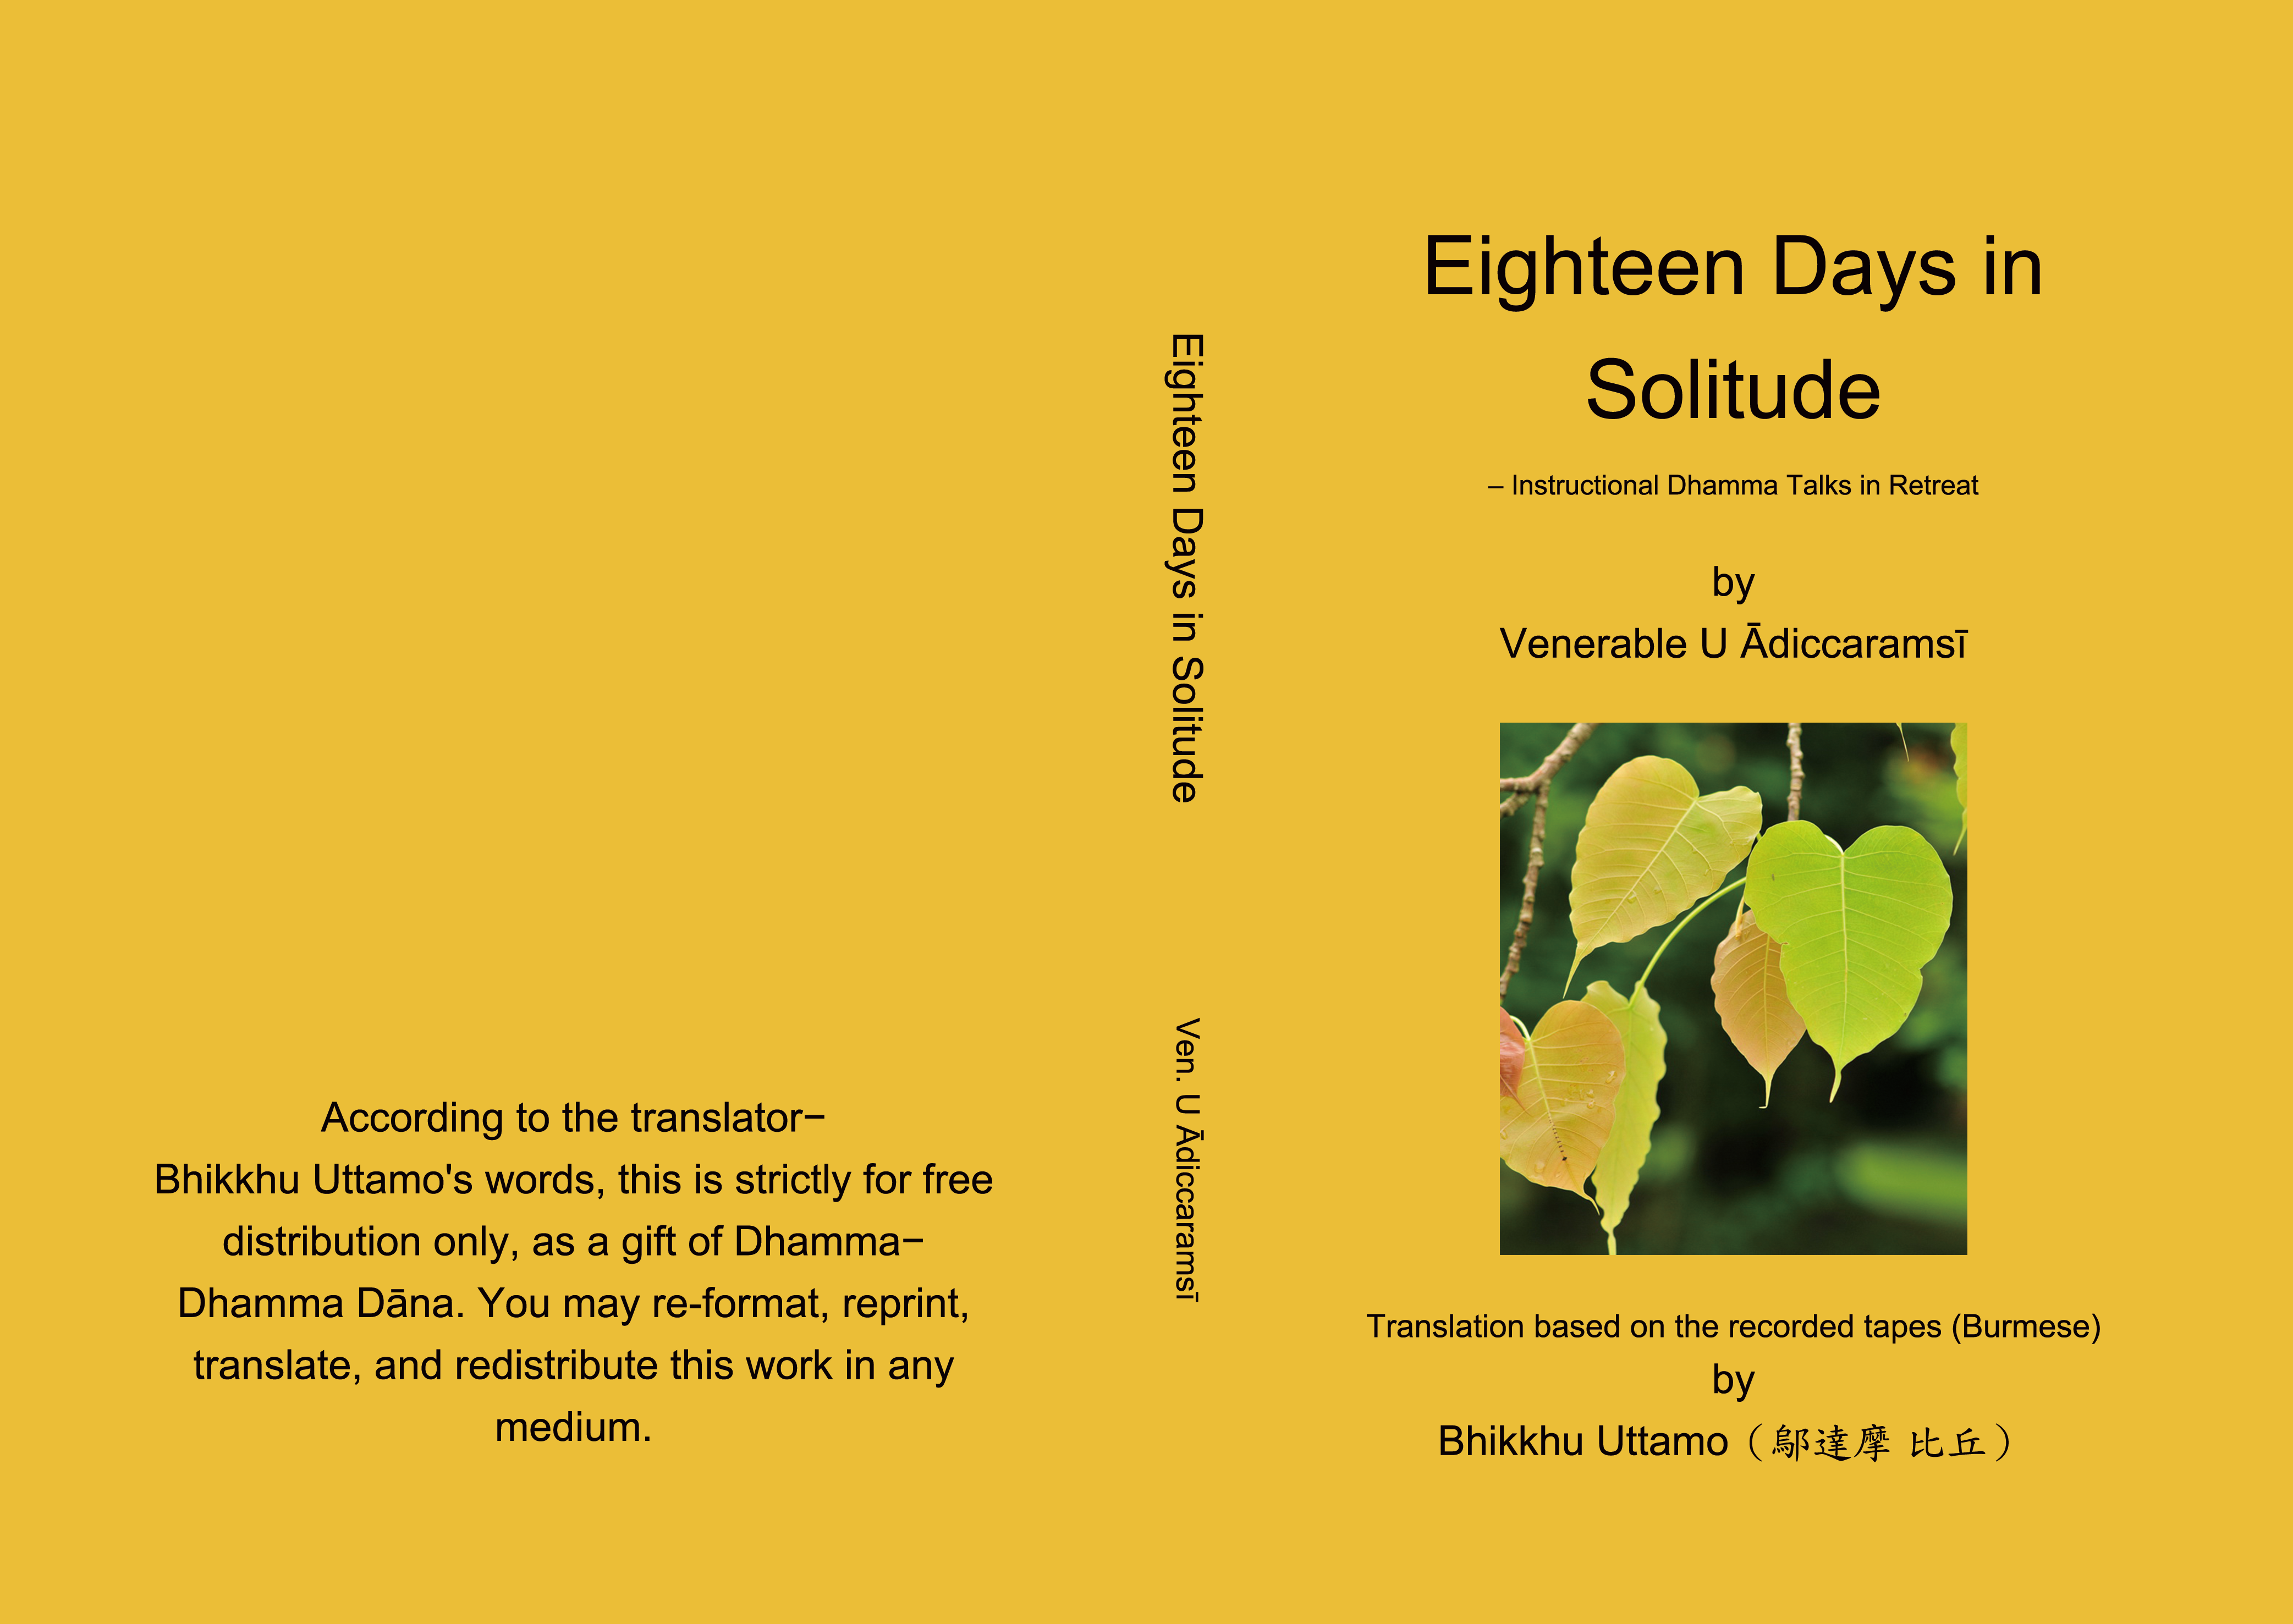 According to the translator−
Bhikkhu Uttamo's words, this is strictly for free
distribution only, as a gift of Dhamma−
Dhamma Dāna. You may re-format, reprint,
translate, and redistribute this work in any
medium.
Eighteen Days in Solitude
Ven. U Ādiccaramsī
Eighteen Days in
Solitude
– Instructional Dhamma Talks in Retreat
by
Venerable U Ādiccaramsī
Translation based on the recorded tapes (Burmese)
by
Bhikkhu Uttamo（鄔達摩 比丘）